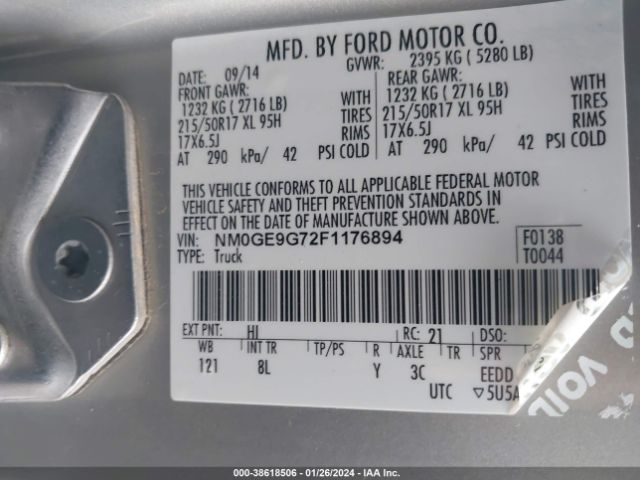 MFD. BY FORD MOTOR CO.
DATE: 09/14 GVWR: 2395 KG ( 5280 LB)
FRONT GAWR: REAR GAWR:
1232 KG ( 2716 LB) WITH 1232 KG ( 2716 LB) WITH
215/50R17 XL 95H TIRES 215/50R17 XL 95H TIRES
17X6.5J RIMS 17X6.5J RIMS
AT 290 kPa/ 42 PSI COLD AT 290 kPa/ 42 PSI COLD
THIS VEHICLE CONFORMS TO ALL APPLICABLE FEDERAL MOTOR
VEHICLE SAFETY AND THEFT PREVENTION STANDARDS IN
EFFECT ON THE DATE OF MANUFACTURE SHOWN ABOVE.
VIN: NM0GE9G72F1176894 F0138
TYPE: Truck T0044
EXT PNT: HI RC: 21 DSO:
WB INT TR TP/PS R AXLE TR SPR
121 8L Y 3C EEDD
UTC ▽5U5A
VOID
000-38618506 - 01/26/2024 - IAA Inc.